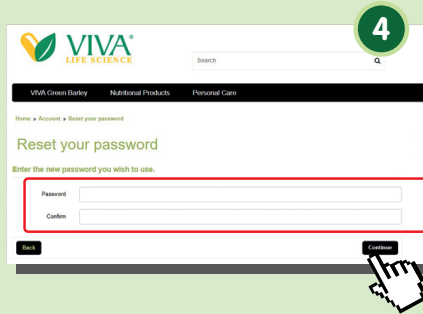 4
VIVA®
LIFE SCIENCE
Search
VIVA Green Barley Nutritional Products Personal Care
Home » Account » Reset your password
Reset your password
Enter the new password you wish to use.
Password
Confirm
Back Continue